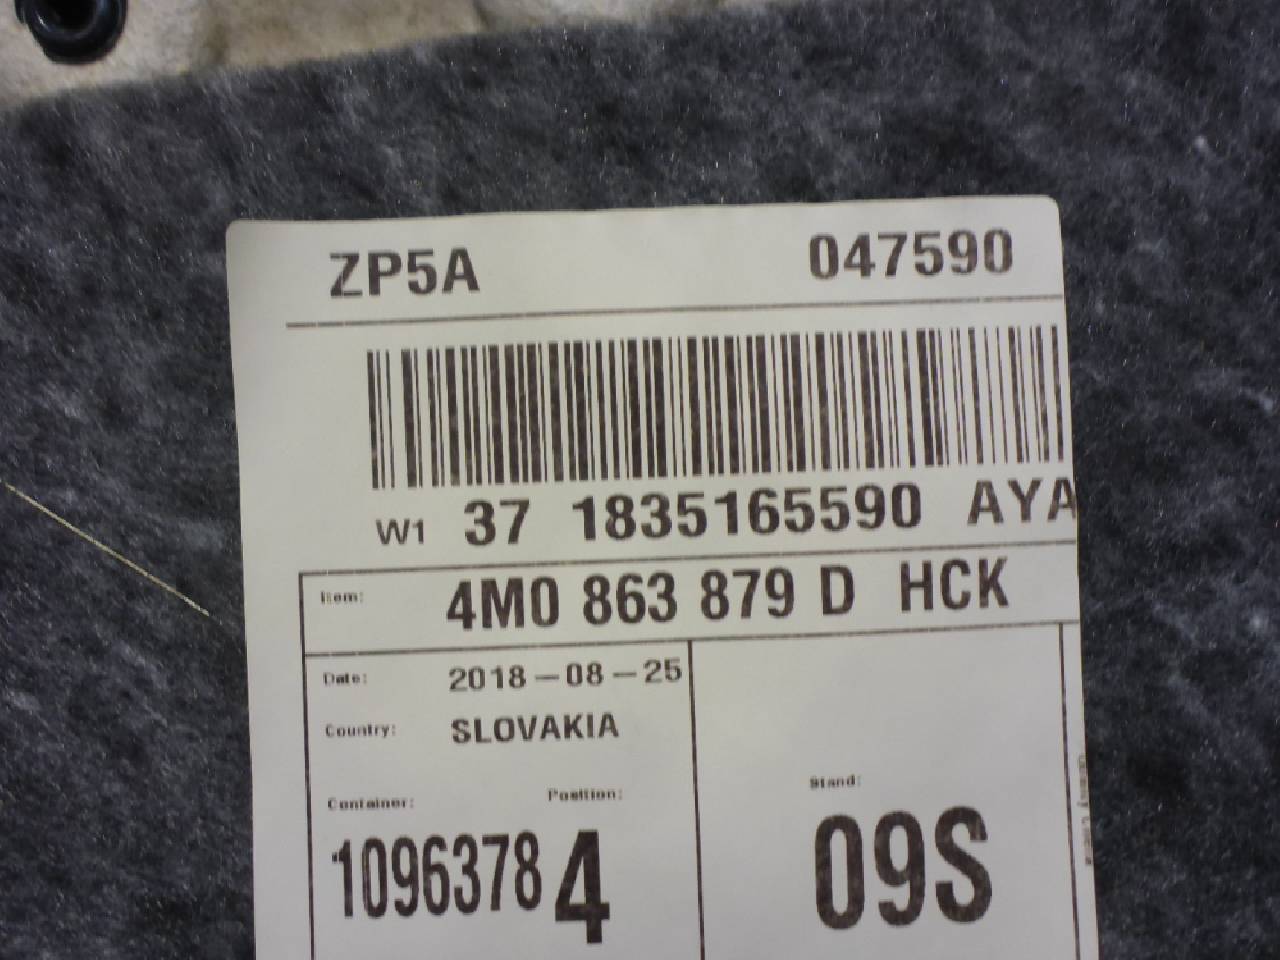 ZP5A 047590
W1 37 1835165590 AYA
Item: 4M0 863 879 D HCK
Date: 2018-08-25
Country: SLOVAKIA
Container: Position: Stand:
1096378 4 09S